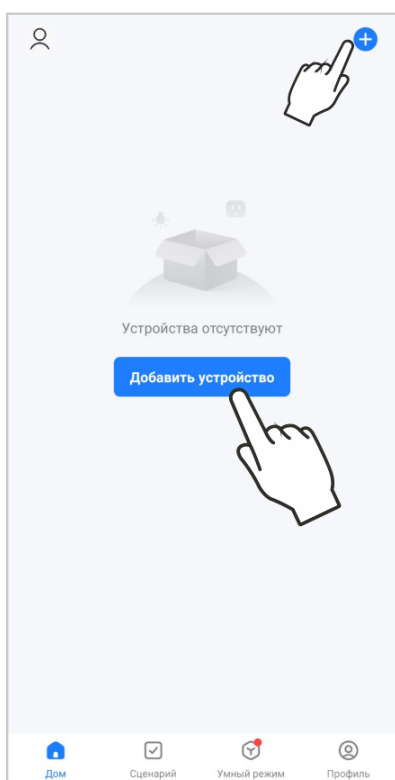 Устройства отсутствуют
Добавить устройство
Дом
Сценарий
Умный режим
Профиль